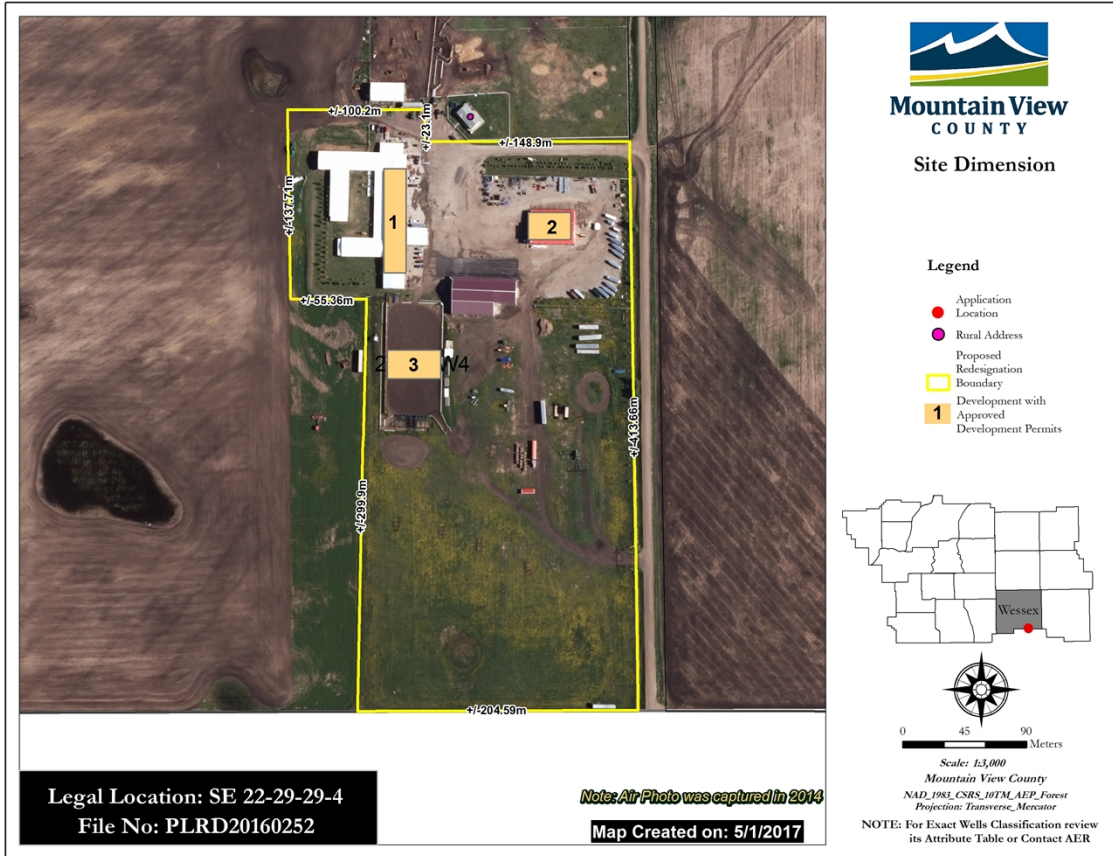 Mountain View
COUNTY
Site Dimension
+/-100.2m
+/-23.1m
+/-148.9m
+/-137.71m
1
2
+/-55.36m
2
3
W4
+/-413.66m
+/-299.9m
+/-204.59m
Legend
Application
Location
Rural Address
Proposed
Redesignation
Boundary
1
Development with
Approved
Development Permits
Wessex
0 45 90
Meters
Scale: 1:3,000
Mountain View County
NAD_1983_CSRS_10TM_AEP_Forest
Projection: Transverse_Mercator
NOTE: For Exact Wells Classification review
its Attribute Table or Contact AER
Legal Location: SE 22-29-29-4
File No: PLRD20160252
Note: Air Photo was captured in 2014
Map Created on: 5/1/2017